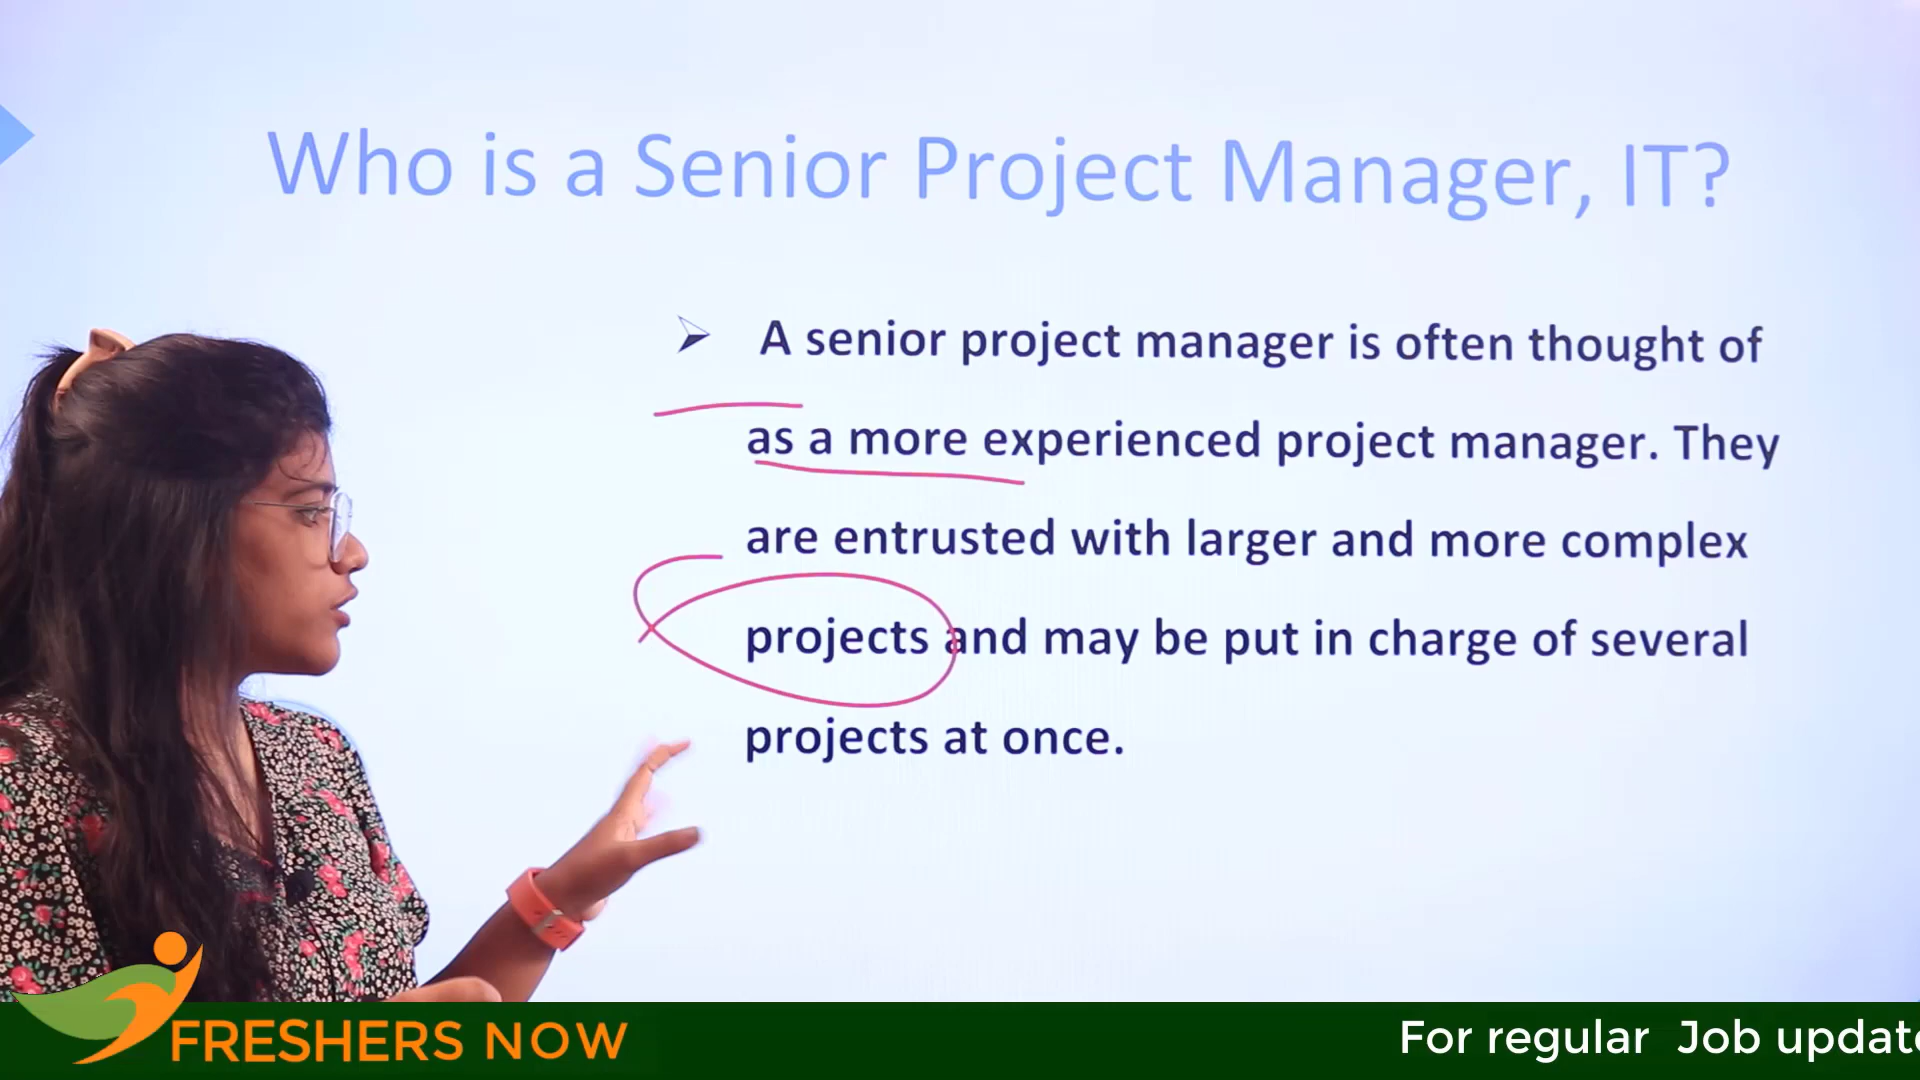 Who is a Senior Project Manager, IT?
A senior project manager is often thought of
as a more experienced project manager. They
are entrusted with larger and more complex
projects and may be put in charge of several
projects at once.
FRESHERS NOW
For regular Job update